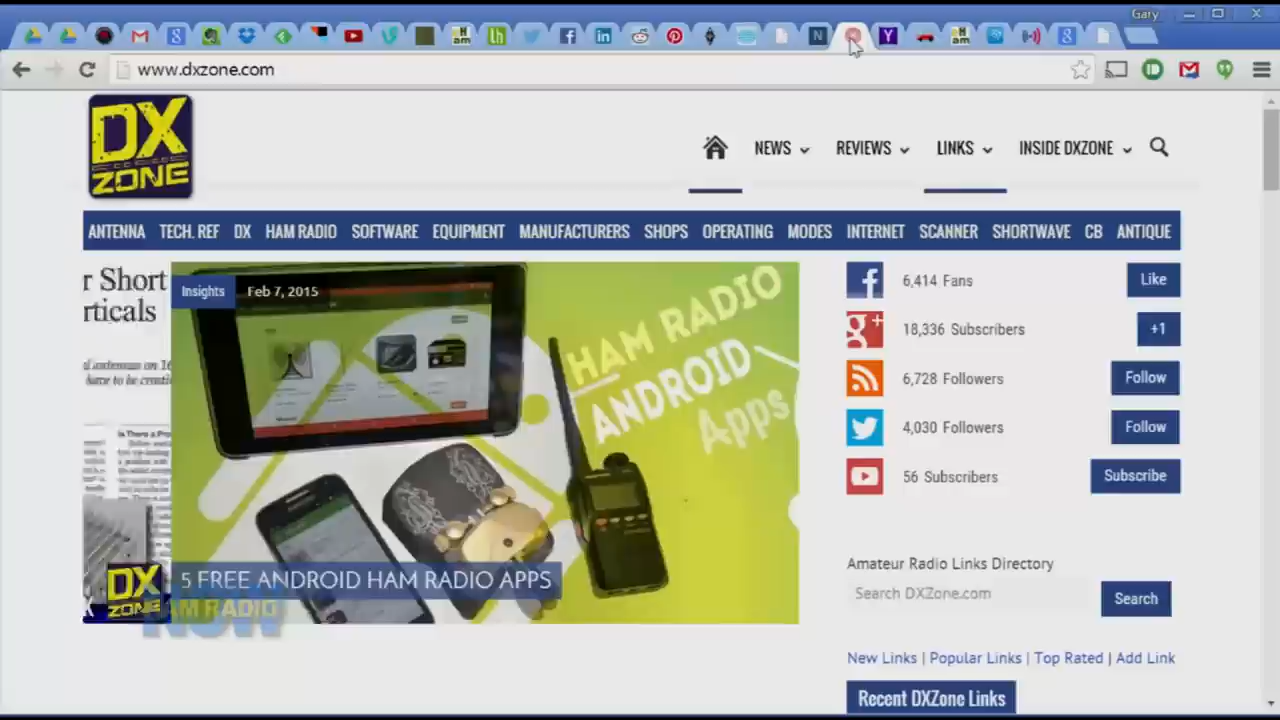 Gary
www.dxzone.com
DX
ZONE
NEWS REVIEWS LINKS INSIDE DXZONE
ANTENNA TECH. REF DX HAM RADIO SOFTWARE EQUIPMENT MANUFACTURERS SHOPS OPERATING MODES INTERNET SCANNER SHORTWAVE CB ANTIQUE
r Short
rticals
Insights Feb 7, 2015
HAM RADIO
ANDROID
Apps
5 FREE ANDROID HAM RADIO APPS
DX
ZONE
HAM RADIO
NOW
6,414 Fans Like
18,336 Subscribers +1
6,728 Followers Follow
4,030 Followers Follow
56 Subscribers Subscribe
Amateur Radio Links Directory
Search DXZone.com Search
New Links | Popular Links | Top Rated | Add Link
Recent DXZone Links